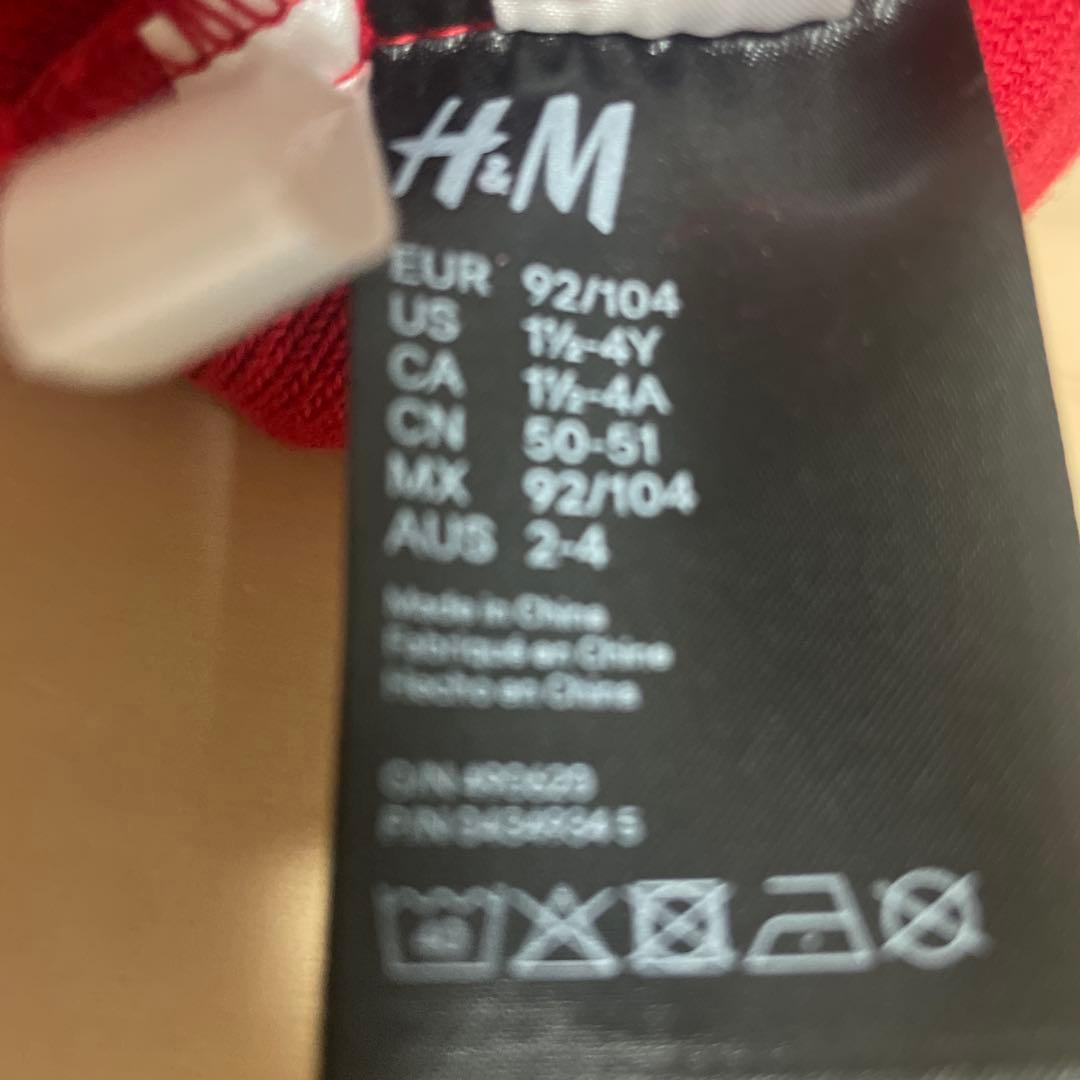 H&M
EUR 92/104
US 1½-4Y
CA 1½-4A
CN 50-51
MX 92/104
AUS 2-4
Made in China
Fabriqué en Chine
Hecho en China
O/N
P/N
40